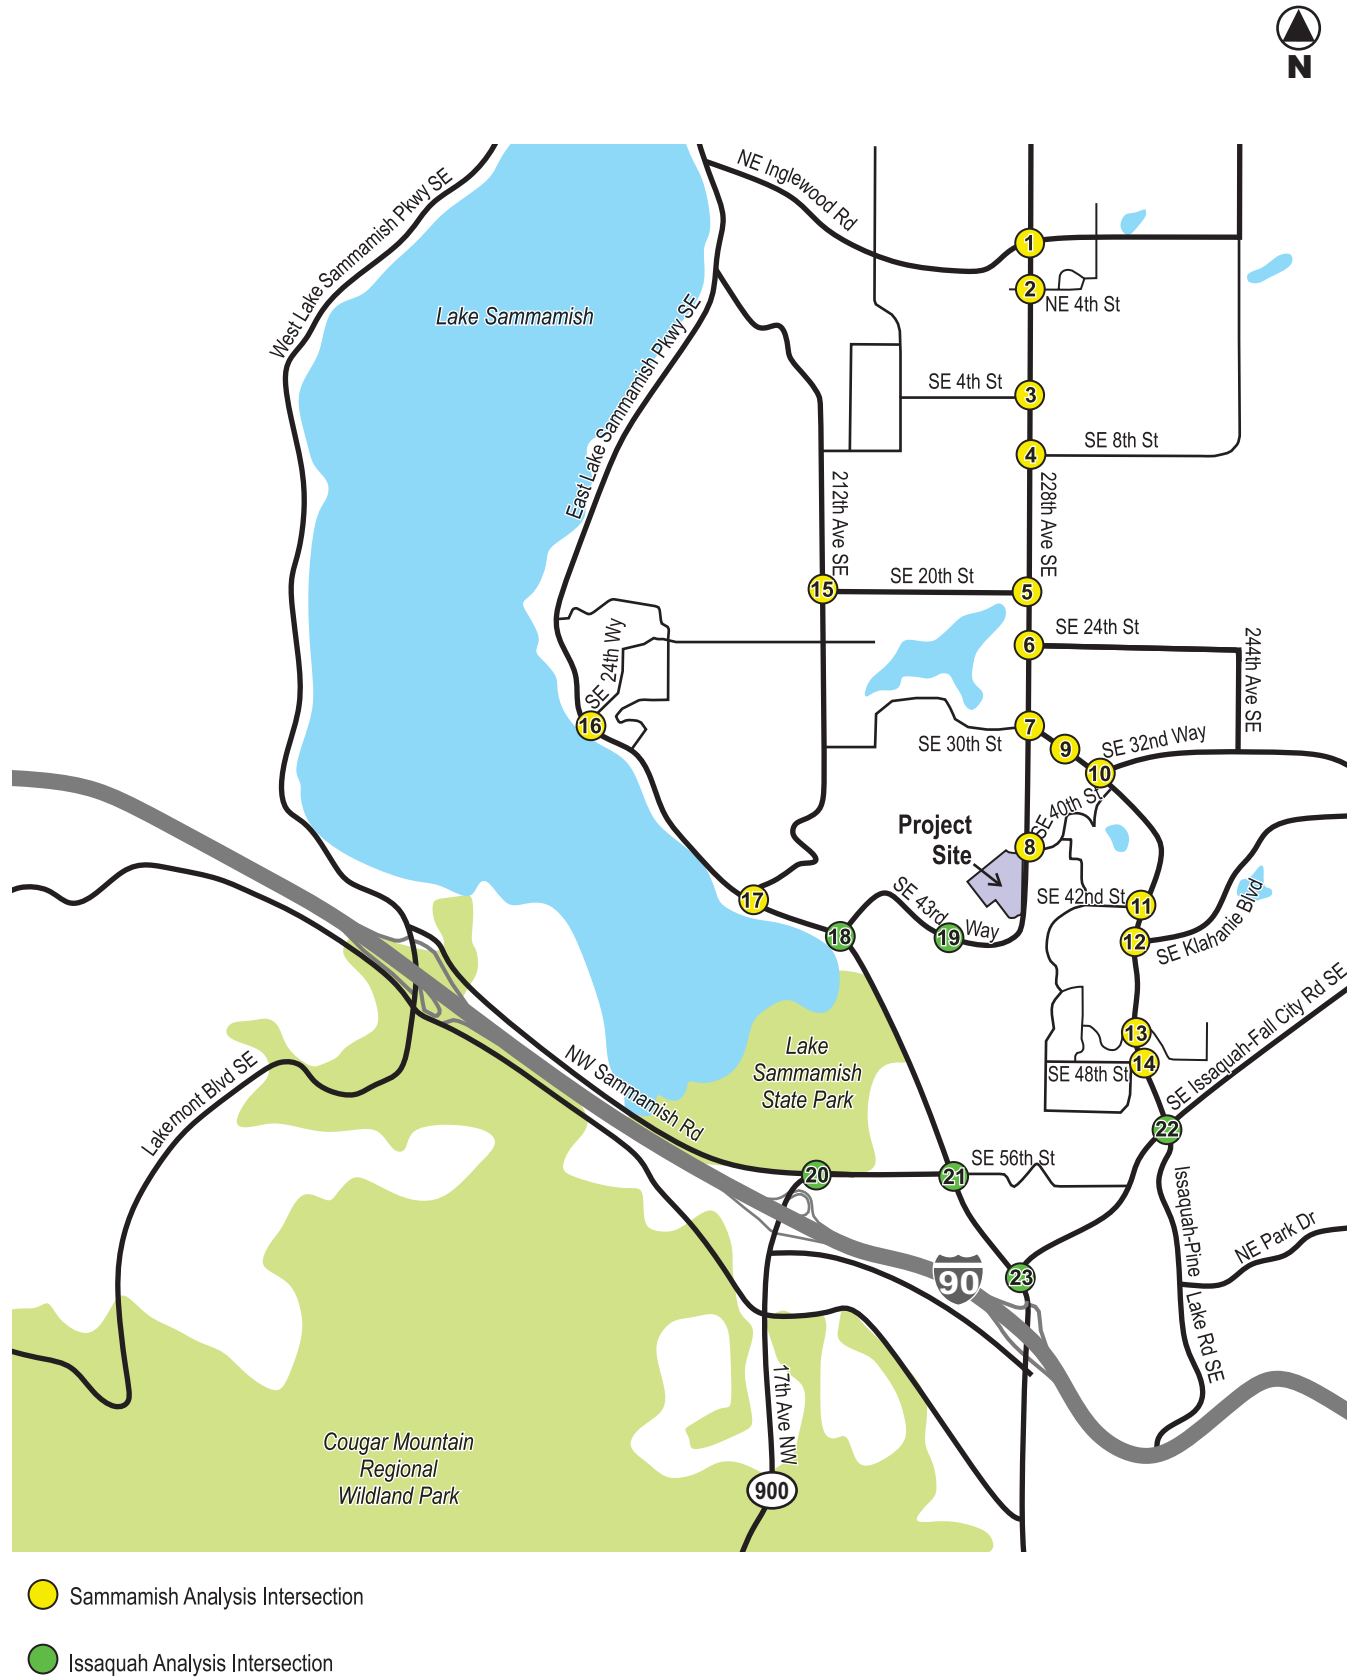 N
West Lake Sammamish Pkwy SE
NE Inglewood Rd
1
2
NE 4th St
Lake Sammamish
East Lake Sammamish Pkwy SE
SE 4th St
3
SE 8th St
4
212th Ave SE
228th Ave SE
15
SE 20th St
5
SE 24th St
6
244th Ave SE
SE 24th Wy
16
SE 30th St
7
9
10
SE 32nd Way
SE 40th St
8
Project
Site
17
18
SE 43rd
Way
19
SE 42nd St
11
12
SE Klahanie Blvd
13
14
SE 48th St
SE Issaquah-Fall City Rd SE
22
Lake
Sammamish
State Park
NW Sammamish Rd
Lakemont Blvd SE
20
21
SE 56th St
Issaquah-Pine
Lake Rd SE
NE Park Dr
90
23
17th Ave NW
900
Cougar Mountain
Regional
Wildland Park
Sammamish Analysis Intersection
Issaquah Analysis Intersection